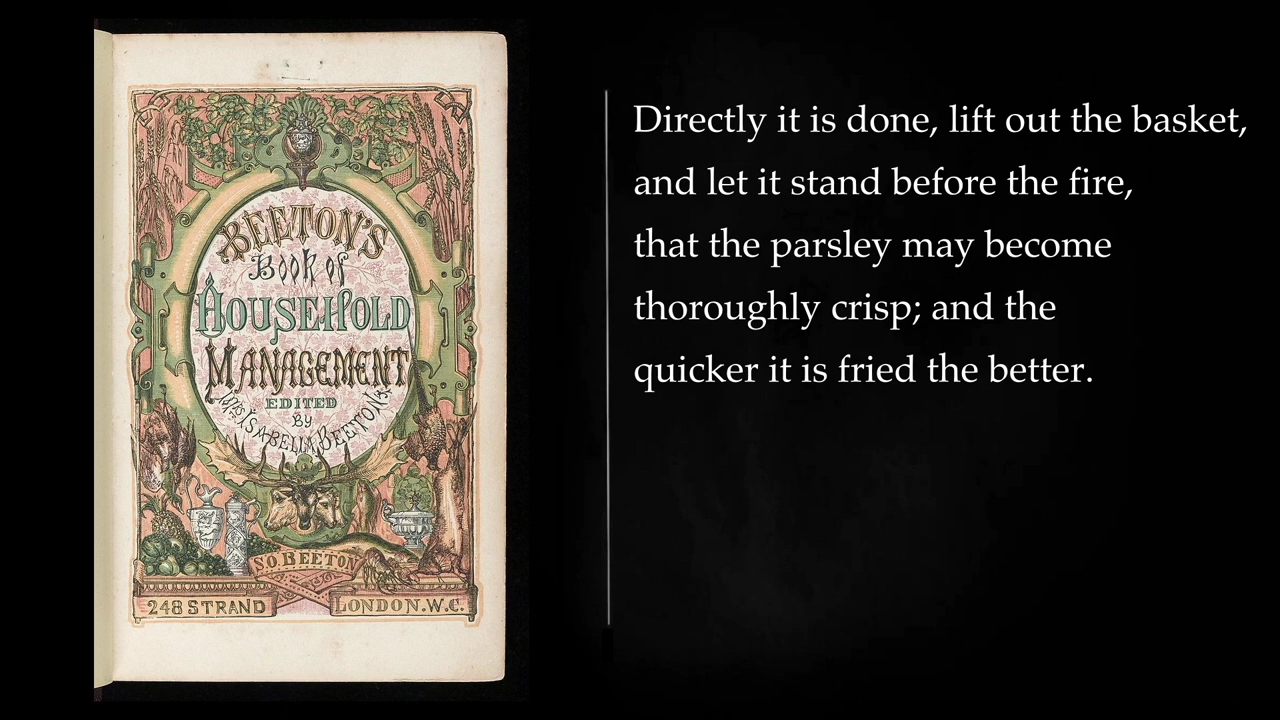 BEETON'S
Book of
HOUSEHOLD
MANAGEMENT
EDITED
BY
MRS ISABELLA BEETON
S.O. BEETON
248 STRAND
LONDON. W.C.
Directly it is done, lift out the basket,
and let it stand before the fire,
that the parsley may become
thoroughly crisp; and the
quicker it is fried the better.